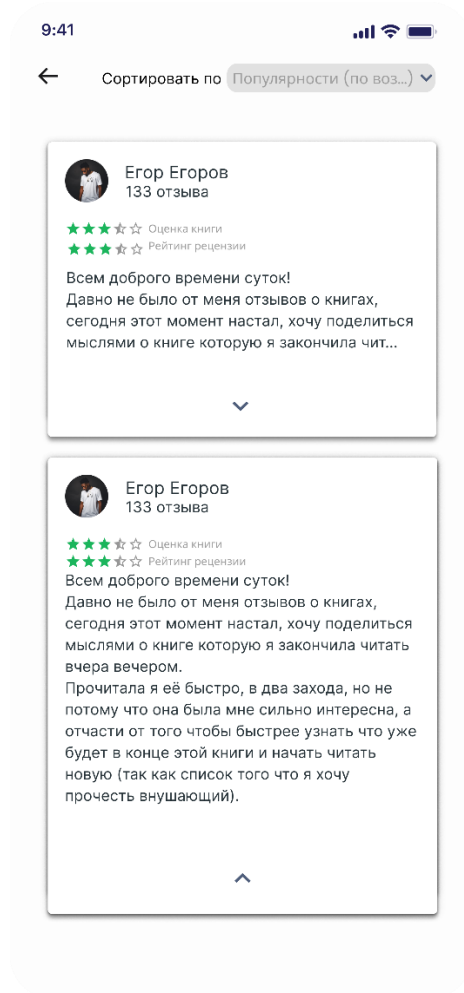 9:41
Сортировать по Популярности (по воз...)
Егор Егоров
133 отзыва
Оценка книги
Рейтинг рецензии
Всем доброго времени суток!
Давно не было от меня отзывов о книгах,
сегодня этот момент настал, хочу поделиться
мыслями о книге которую я закончила чит...
Егор Егоров
133 отзыва
Оценка книги
Рейтинг рецензии
Всем доброго времени суток!
Давно не было от меня отзывов о книгах,
сегодня этот момент настал, хочу поделиться
мыслями о книге которую я закончила читать
вчера вечером.
Прочитала я её быстро, в два захода, но не
потому что она была мне сильно интересна, а
отчасти от того чтобы быстрее узнать что уже
будет в конце этой книги и начать читать
новую (так как список того что я хочу
прочесть внушающий).